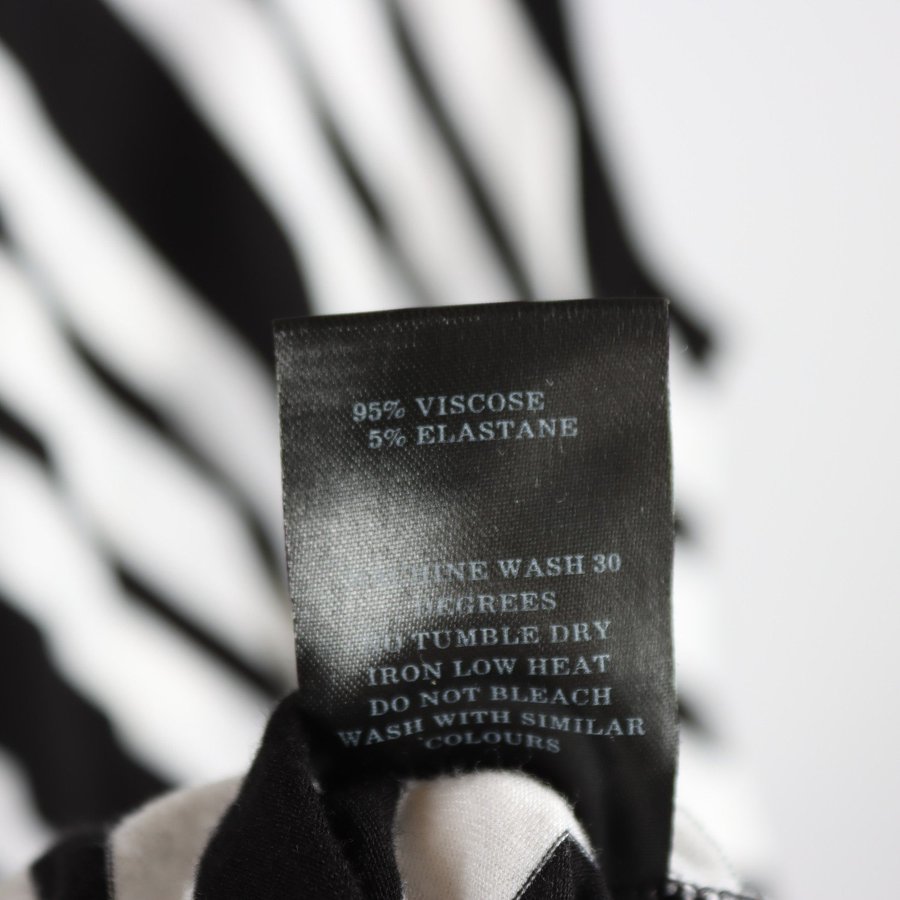 95% VISCOSE
5% ELASTANE
MACHINE WASH 30
DEGREES
TUMBLE DRY
IRON LOW HEAT
DO NOT BLEACH
WASH WITH SIMILAR
COLOURS